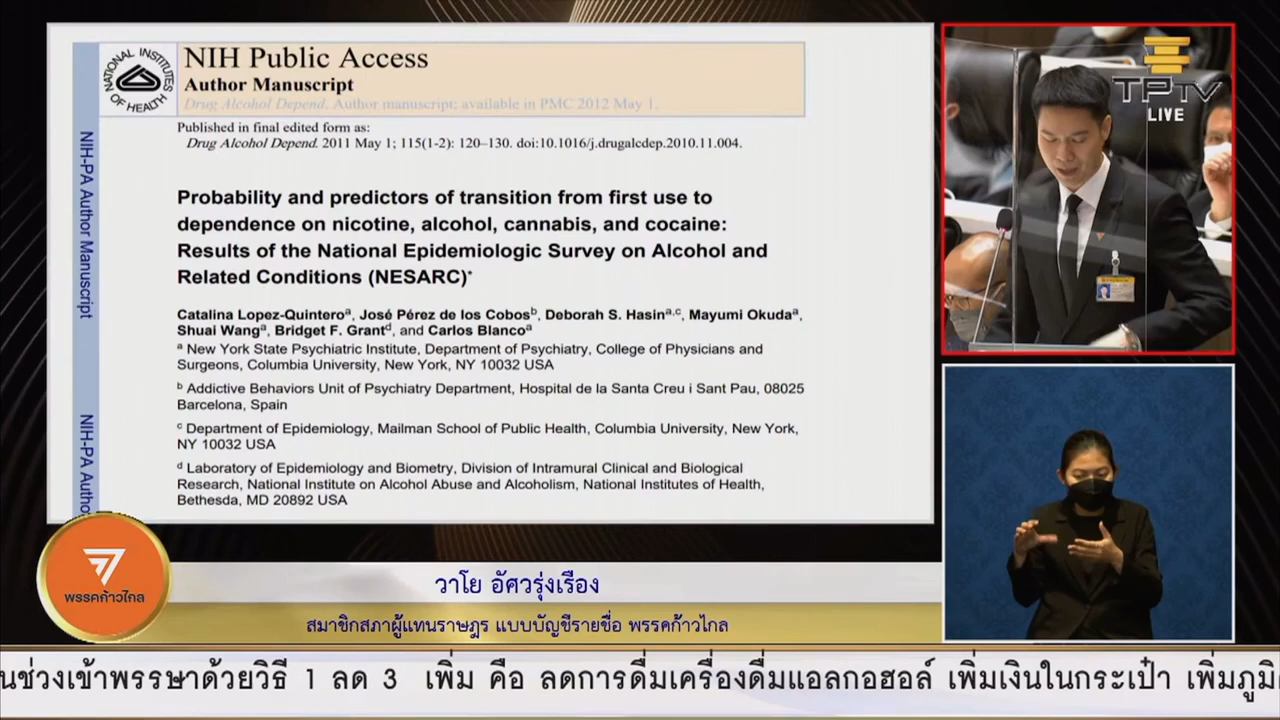 NIH Public Access
Author Manuscript
Drug Alcohol Depend. Author manuscript; available in PMC 2012 May 1.
NATIONAL INSTITUTES OF HEALTH
NIH-PA Author Manuscript
NIH-PA Autho
Published in final edited form as:
Drug Alcohol Depend. 2011 May 1; 115(1-2): 120–130. doi:10.1016/j.drugalcdep.2010.11.004.
Probability and predictors of transition from first use to
dependence on nicotine, alcohol, cannabis, and cocaine:
Results of the National Epidemiologic Survey on Alcohol and
Related Conditions (NESARC)*
Catalina Lopez-Quinteroa, José Pérez de los Cobosb, Deborah S. Hasina,c, Mayumi Okudaa,
Shuai Wanga, Bridget F. Grantd, and Carlos Blancoa
a New York State Psychiatric Institute, Department of Psychiatry, College of Physicians and
Surgeons, Columbia University, New York, NY 10032 USA
b Addictive Behaviors Unit of Psychiatry Department, Hospital de la Santa Creu i Sant Pau, 08025
Barcelona, Spain
c Department of Epidemiology, Mailman School of Public Health, Columbia University, New York,
NY 10032 USA
d Laboratory of Epidemiology and Biometry, Division of Intramural Clinical and Biological
Research, National Institute on Alcohol Abuse and Alcoholism, National Institutes of Health,
Bethesda, MD 20892 USA
TPTV
LIVE
พรรคก้าวไกล
วาโย อัศวรุ่งเรือง
สมาชิกสภาผู้แทนราษฎร แบบบัญชีรายชื่อ พรรคก้าวไกล
นช่วงเข้าพรรษาด้วยวิธี 1 ลด 3 เพิ่ม คือ ลดการดื่มเครื่องดื่มแอลกอฮอล์ เพิ่มเงินในกระเป๋า เพิ่มภูมิ